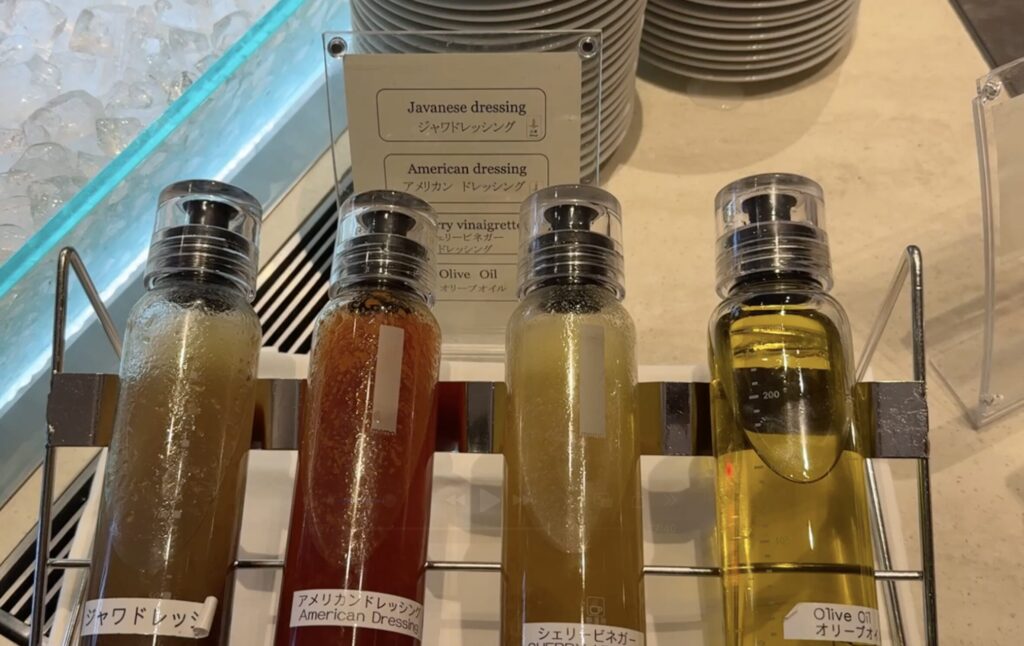 Javanese dressing
ジャワドレッシング
American dressing
アメリカン ドレッシング
rry vinaigrette
ェリービネガー
ドレッシング
Olive Oil
オリーブオイル
200
ジャワドレッシ
アメリカンドレッシング
American Dressing
シェリービネガー
Olive Oil
オリーブオイ